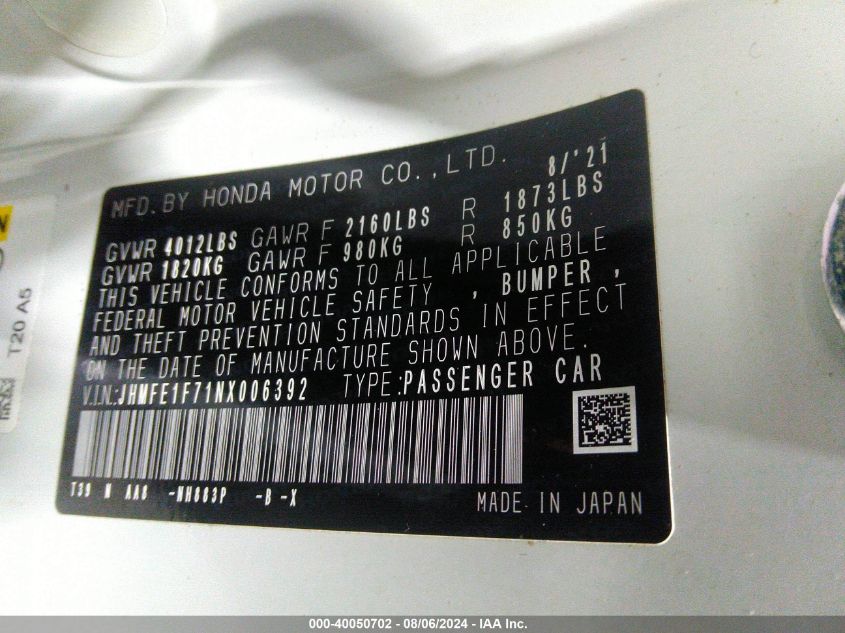 MFD. BY HONDA MOTOR CO., LTD. 8/'21
GVWR 4012LBS GAWR F 2160LBS R 1873LBS
GVWR 1820KG GAWR F 980KG R 850KG
THIS VEHICLE CONFORMS TO ALL APPLICABLE
FEDERAL MOTOR VEHICLE SAFETY , BUMPER ,
AND THEFT PREVENTION STANDARDS IN EFFECT
ON THE DATE OF MANUFACTURE SHOWN ABOVE.
V.I.N.:JHMFE1F71NX006392 TYPE:PASSENGER CAR
T39 N AA8 -NH883P -B -X
MADE IN JAPAN
T20 A5
000-40050702 - 08/06/2024 - IAA Inc.